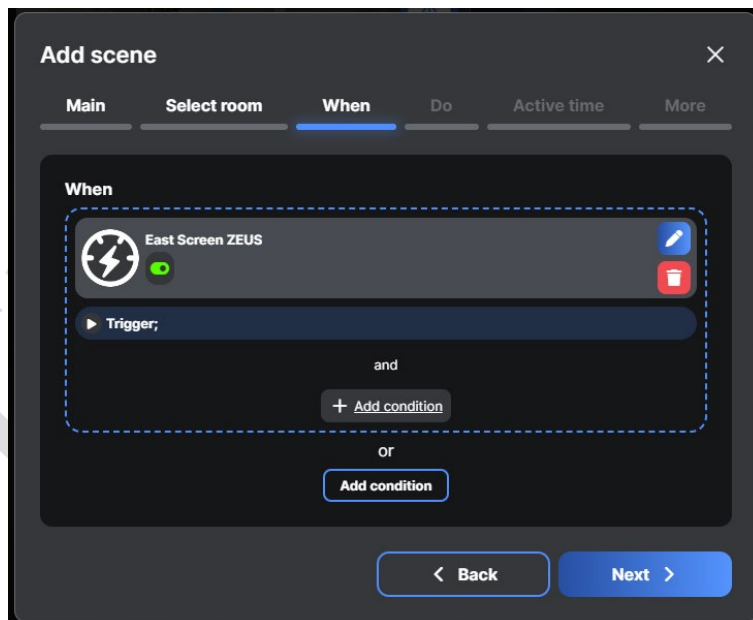 Add scene
Main Select room When Do Active time More
When
East Screen ZEUS
Trigger;
and
+ Add condition
or
Add condition
Back Next